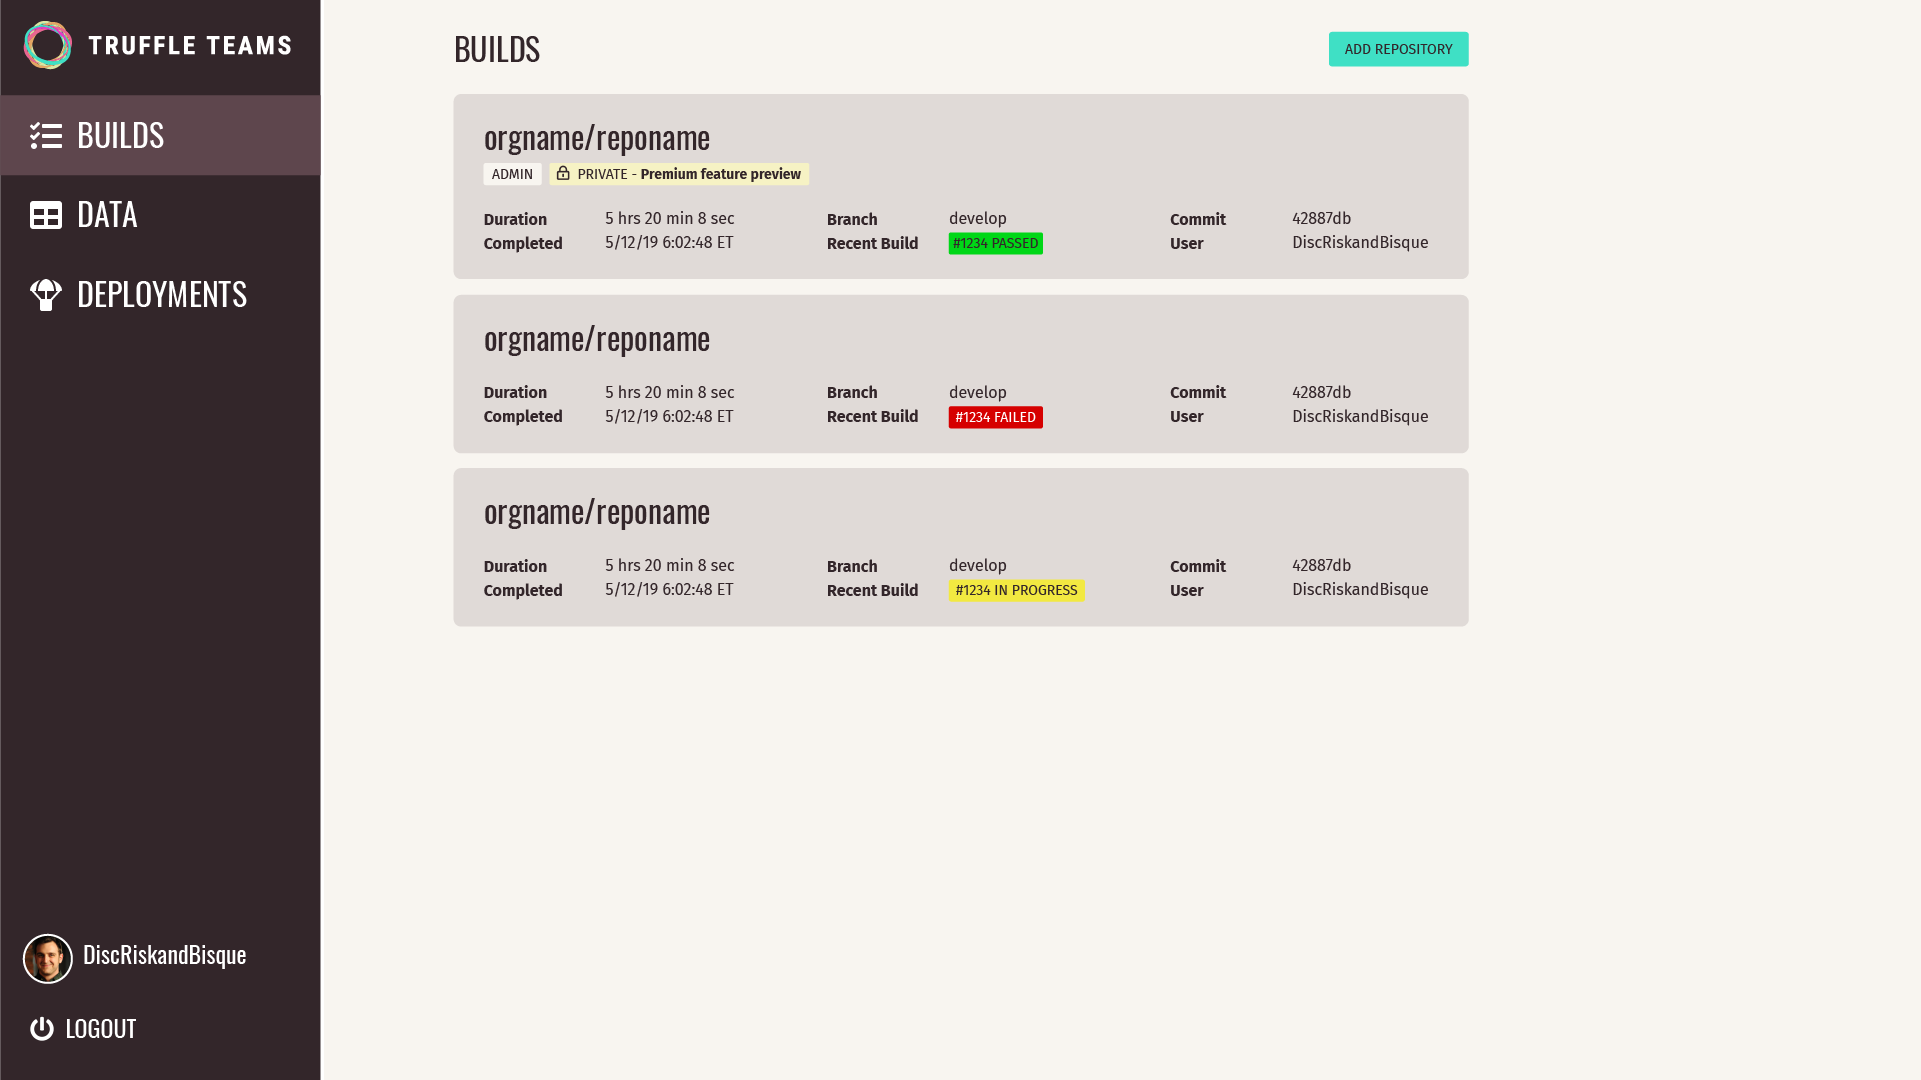 TRUFFLE TEAMS
BUILDS
DATA
DEPLOYMENTS
DiscRiskandBisque
LOGOUT
BUILDS
ADD REPOSITORY
orgname/reponame
ADMIN PRIVATE - Premium feature preview
Duration 5 hrs 20 min 8 sec Branch develop Commit 42887db
Completed 5/12/19 6:02:48 ET Recent Build #1234 PASSED User DiscRiskandBisque
orgname/reponame
Duration 5 hrs 20 min 8 sec Branch develop Commit 42887db
Completed 5/12/19 6:02:48 ET Recent Build #1234 FAILED User DiscRiskandBisque
orgname/reponame
Duration 5 hrs 20 min 8 sec Branch develop Commit 42887db
Completed 5/12/19 6:02:48 ET Recent Build #1234 IN PROGRESS User DiscRiskandBisque